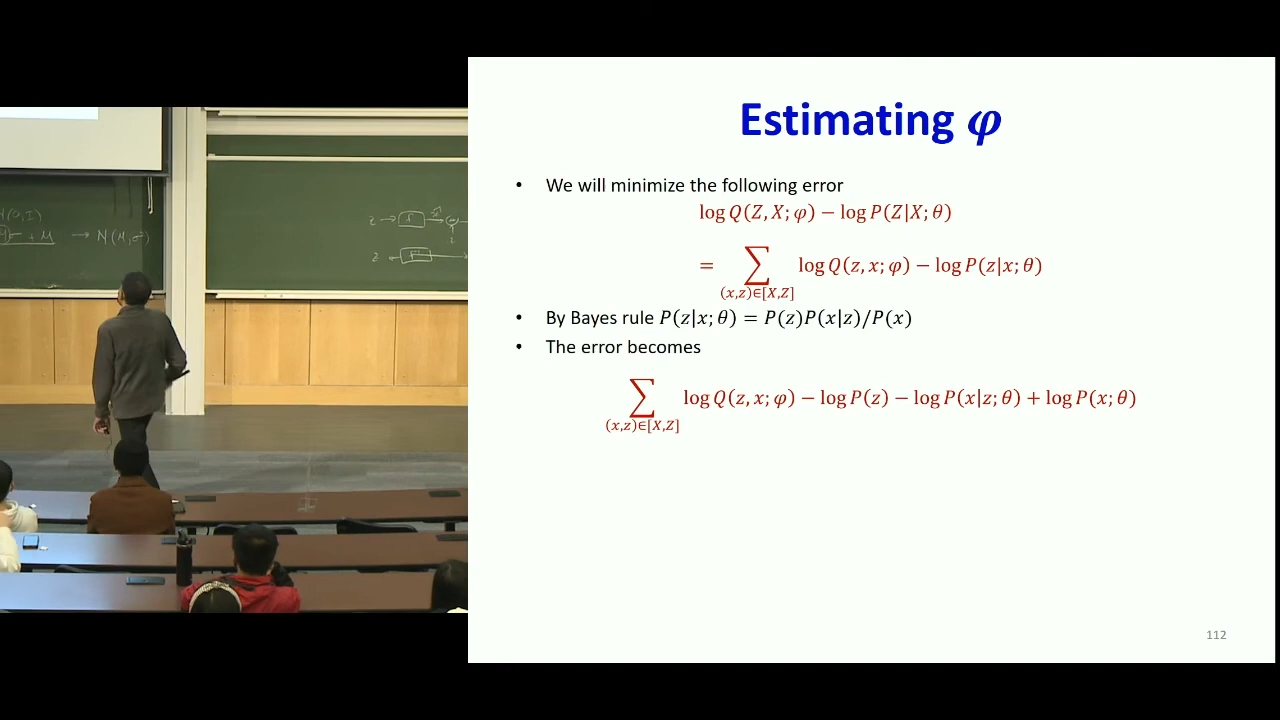 N(0,I)
→ N(μ,σ)
z →
z
Estimating φ
• We will minimize the following error
log Q(Z, X; φ) − log P(Z|X; θ)
= ∑ log Q(z, x; φ) − log P(z|x; θ)
(x,z)∈[X,Z]
• By Bayes rule P(z|x; θ) = P(z)P(x|z)/P(x)
• The error becomes
∑ log Q(z, x; φ) − log P(z) − log P(x|z; θ) + log P(x; θ)
(x,z)∈[X,Z]
112